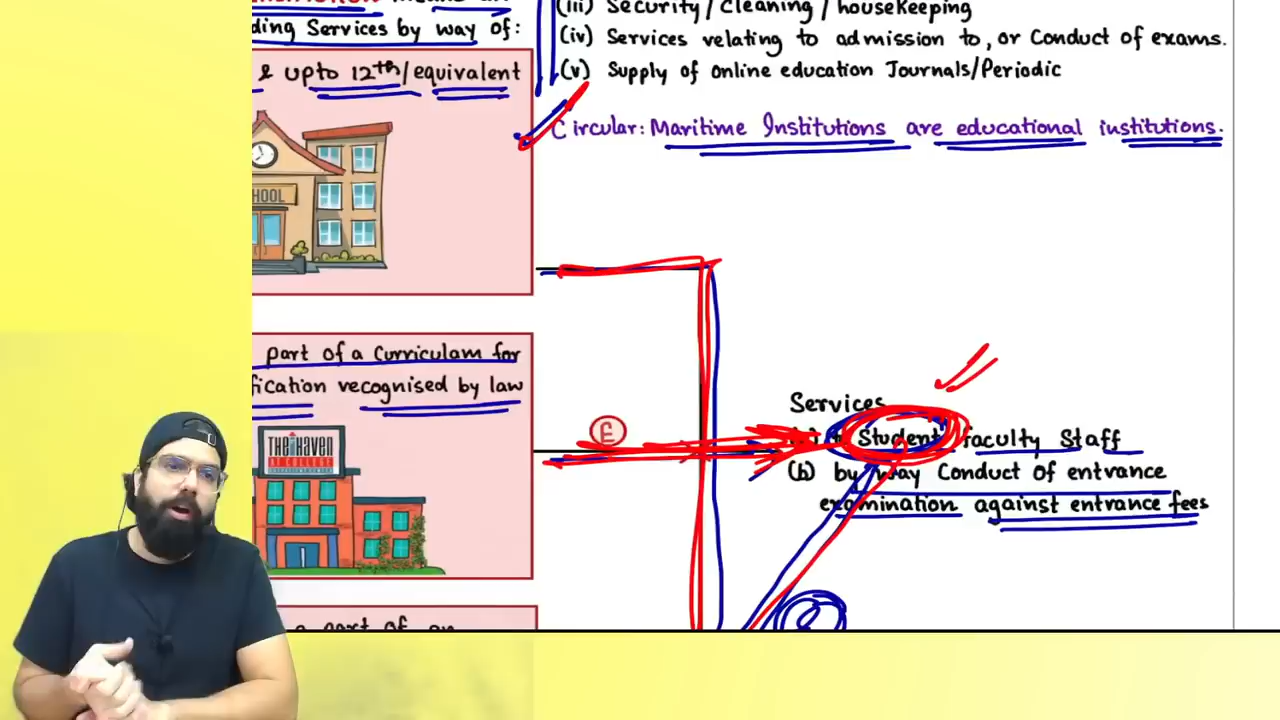 ding Services by way of:
& upto 12th/equivalent
HOOL
part of a Curriculam for
fication recognised by law
THE HAVEN
(iii) Security/Cleaning/housekeeping
(iv) Services relating to admission to, or Conduct of exams.
(v) Supply of Online education Journals/Periodic
Circular: Maritime Institutions are educational institutions.
E
Services
Student faculty Staff
(b) by way Conduct of entrance
examination against entrance fees
a part of an